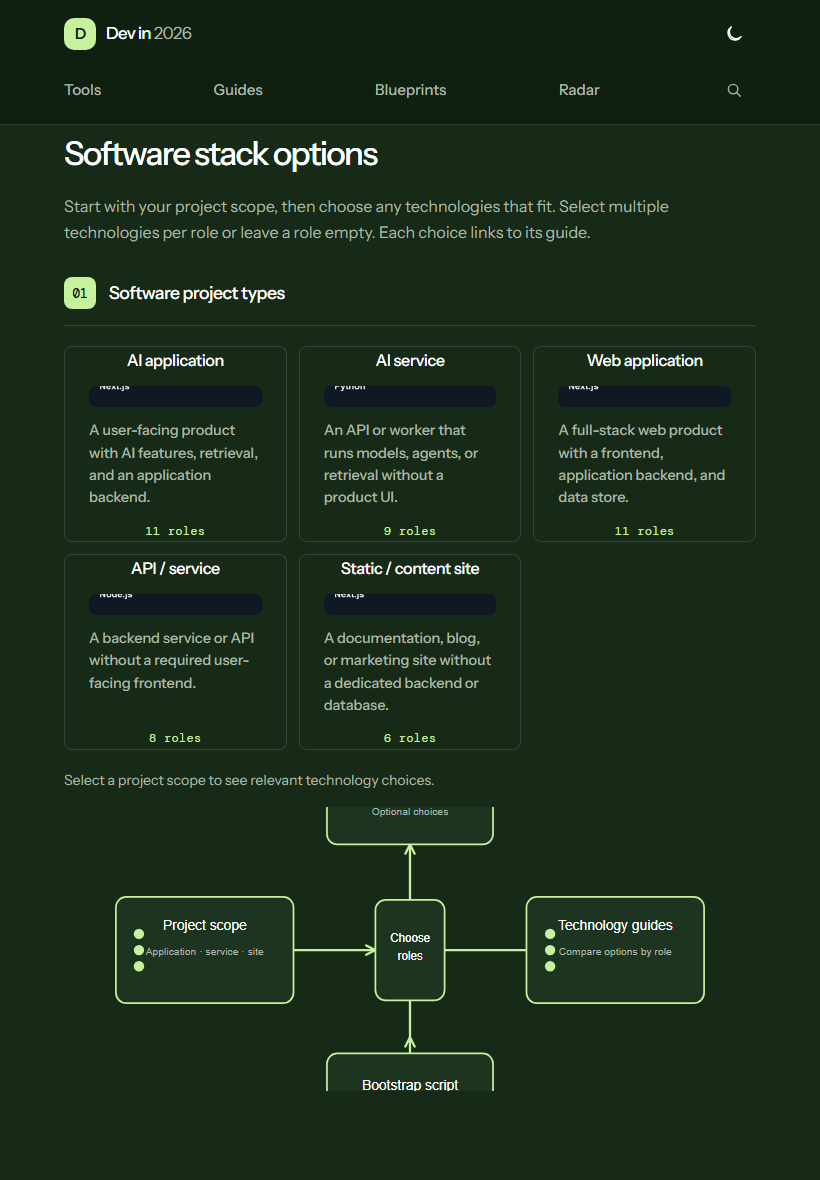 D Dev in 2026
Tools Guides Blueprints Radar
Software stack options
Start with your project scope, then choose any technologies that fit. Select multiple
technologies per role or leave a role empty. Each choice links to its guide.
01 Software project types
AI application
Next.js
A user-facing product
with AI features, retrieval,
and an application
backend.
11 roles
AI service
Python
An API or worker that
runs models, agents, or
retrieval without a
product UI.
9 roles
Web application
Next.js
A full-stack web product
with a frontend,
application backend, and
data store.
11 roles
API / service
Node.js
A backend service or API
without a required user-
facing frontend.
8 roles
Static / content site
Next.js
A documentation, blog,
or marketing site without
a dedicated backend or
database.
6 roles
Select a project scope to see relevant technology choices.
Optional choices
Project scope
Application · service · site
Choose
roles
Technology guides
Compare options by role
Bootstrap script